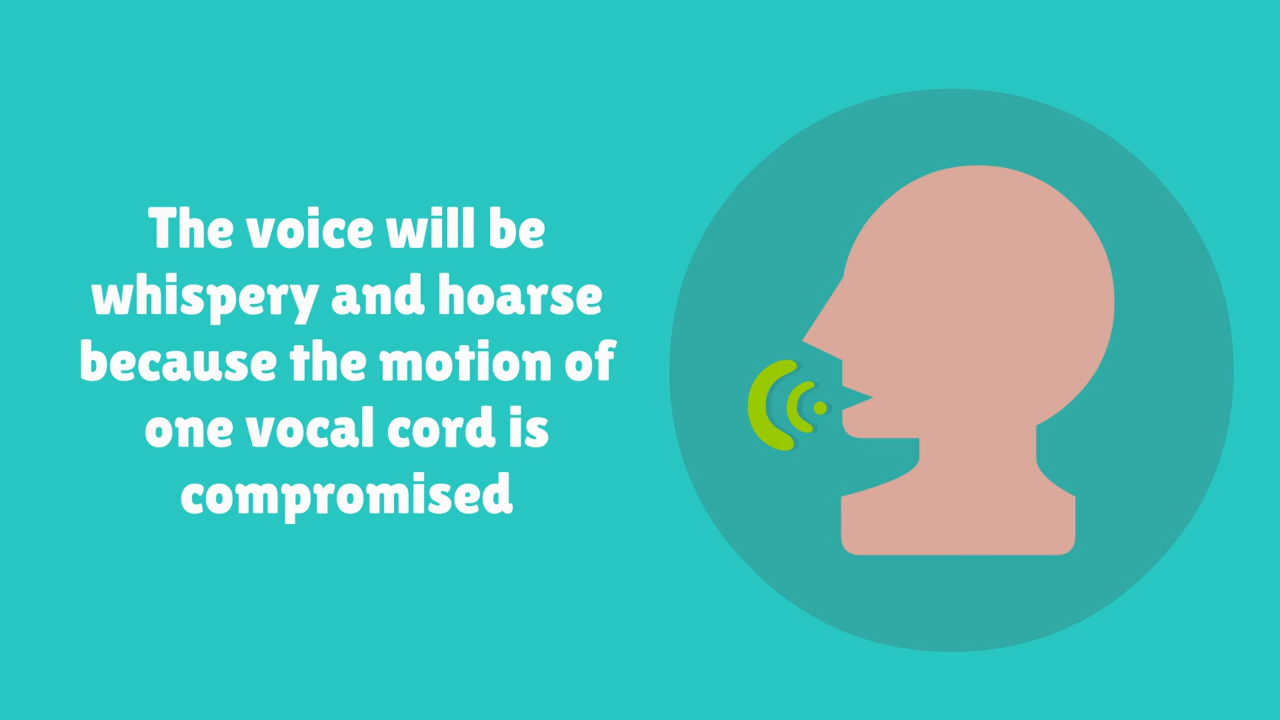 The voice will be
whispery and hoarse
because the motion of
one vocal cord is
compromised